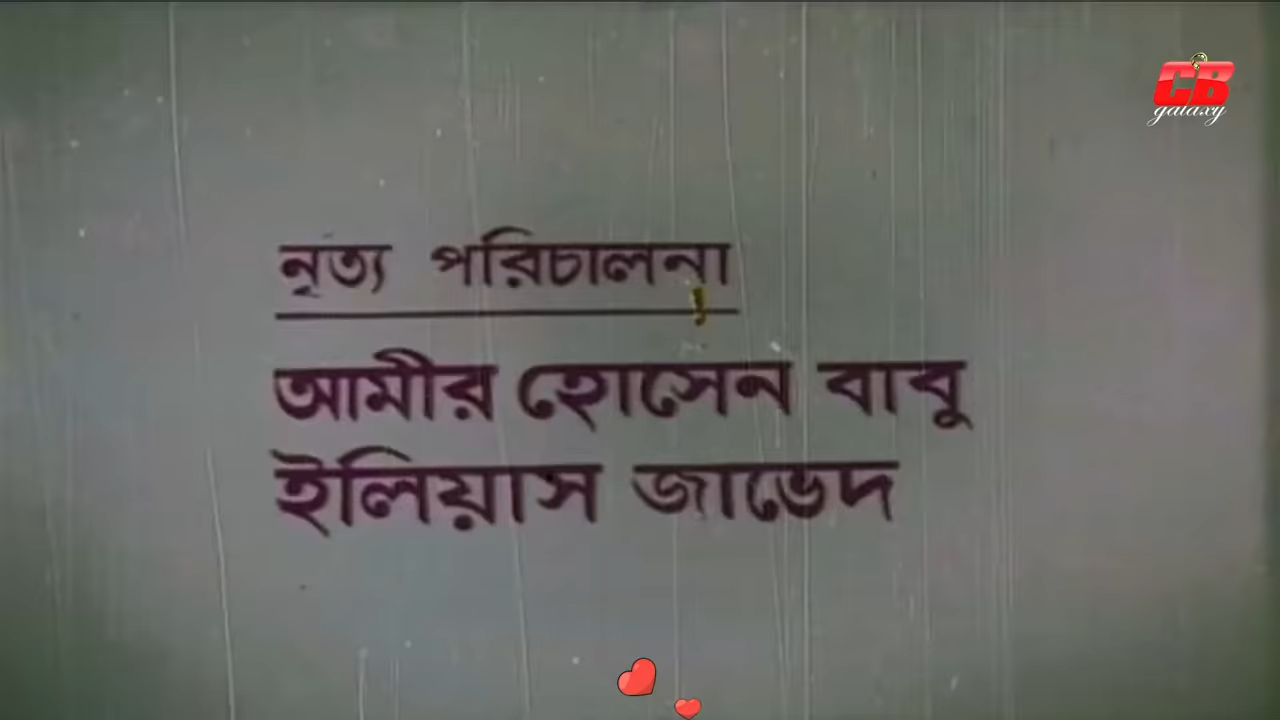 নৃত্য পরিচালনা
আমীর হোসেন বাবু
ইলিয়াস জাভেদ
CB
galaxy